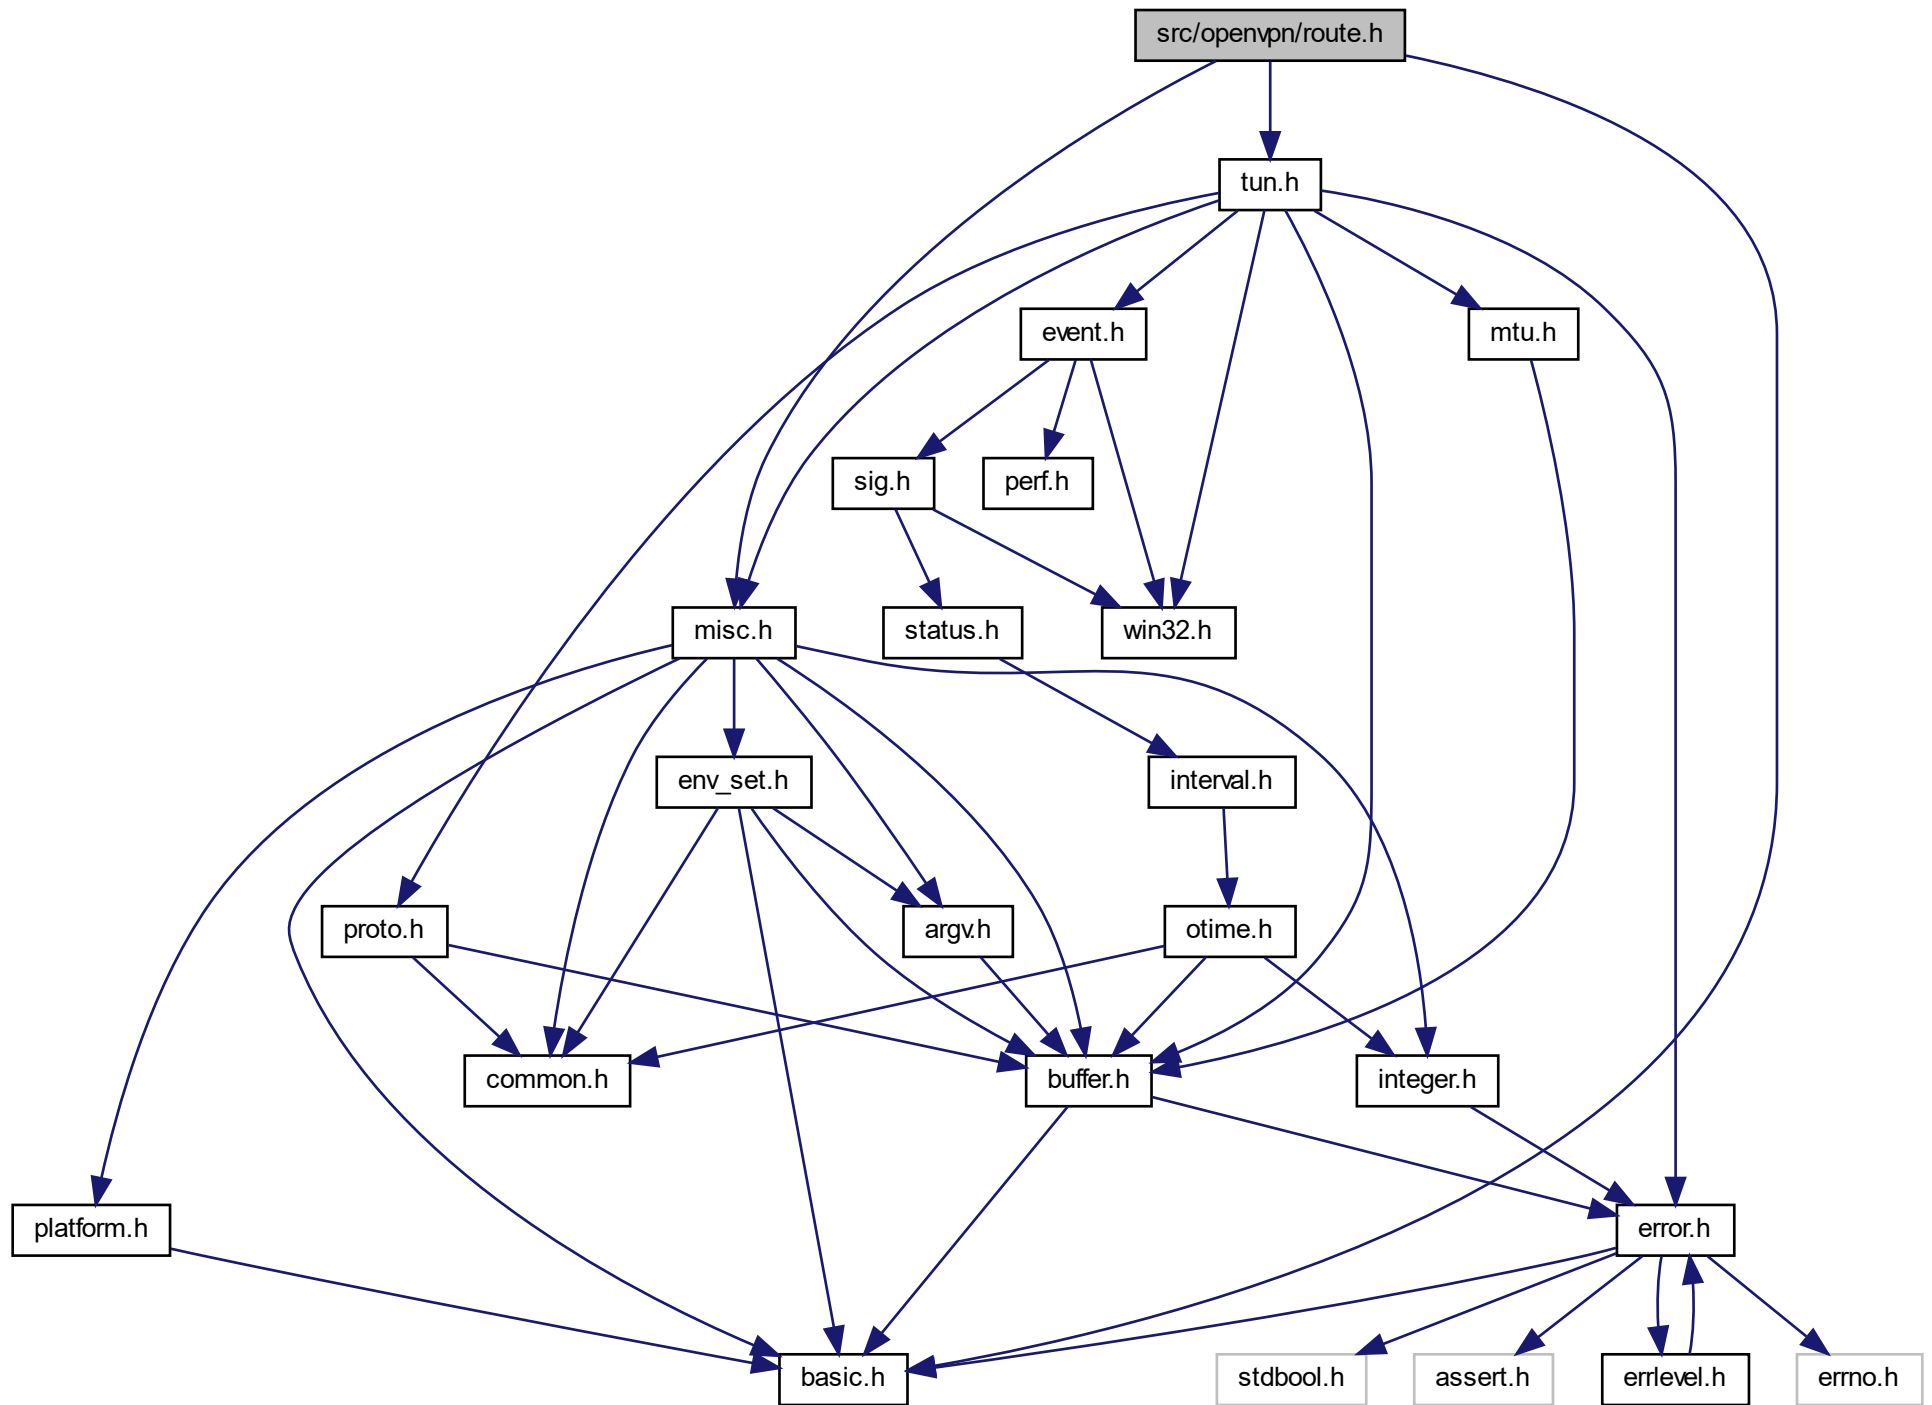 src/openvpn/route.h
tun.h
event.h
mtu.h
sig.h
perf.h
misc.h
status.h
win32.h
env_set.h
interval.h
proto.h
argv.h
otime.h
common.h
buffer.h
integer.h
platform.h
error.h
basic.h
stdbool.h
assert.h
errlevel.h
errno.h